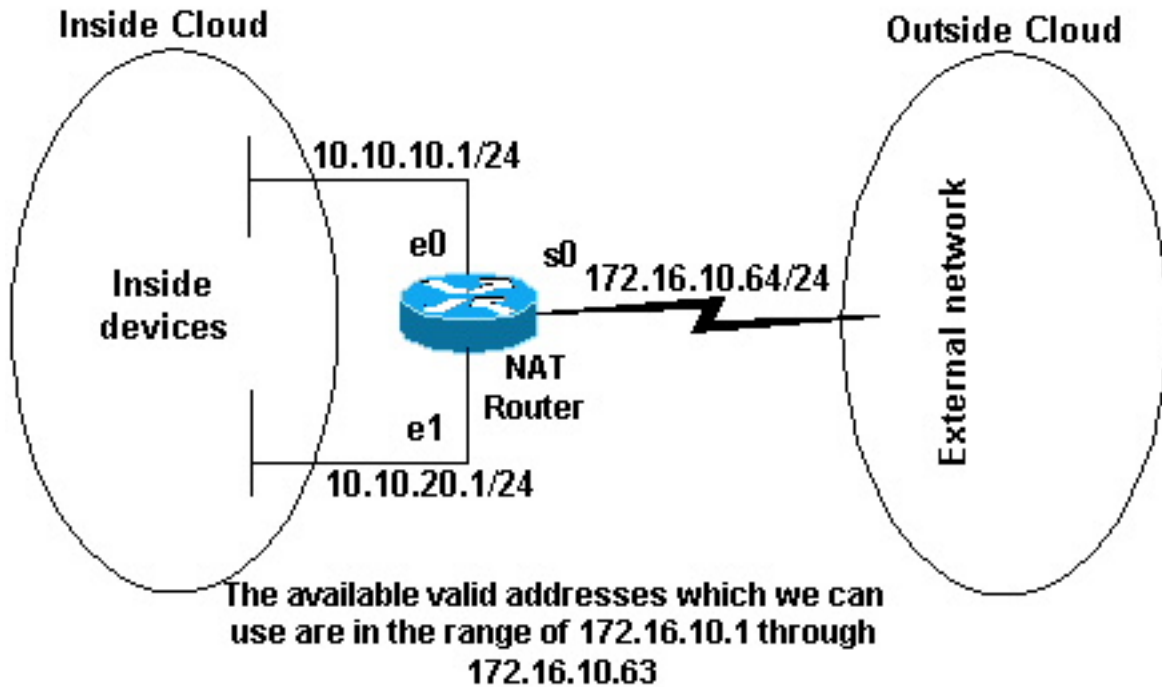 Inside Cloud
Outside Cloud
10.10.10.1/24
e0
s0
172.16.10.64/24
Inside
devices
External network
NAT
Router
e1
10.10.20.1/24
The available valid addresses which we can
use are in the range of 172.16.10.1 through
172.16.10.63